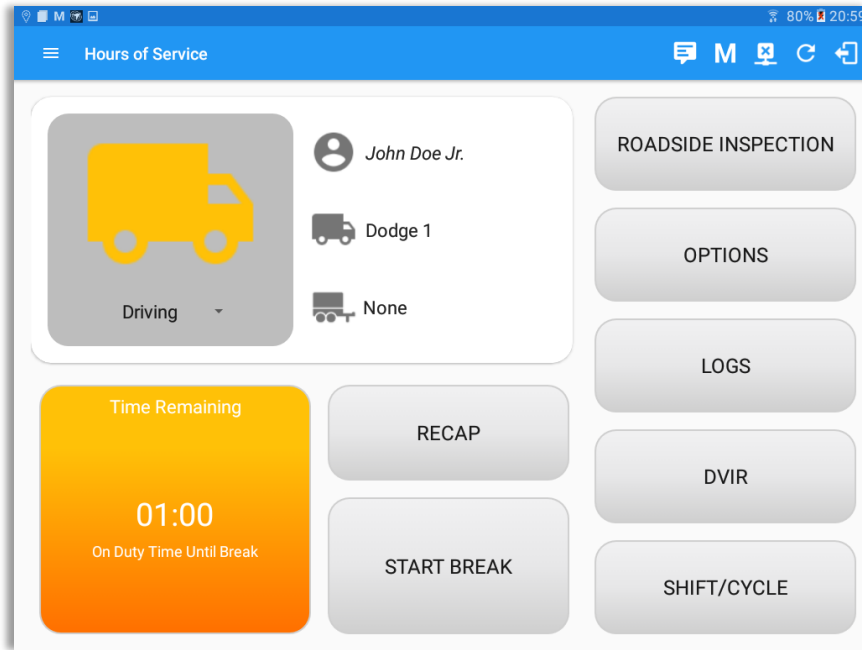 M
80% 20:59
Hours of Service
M
John Doe Jr.
Dodge 1
None
Driving
ROADSIDE INSPECTION
OPTIONS
LOGS
DVIR
SHIFT/CYCLE
Time Remaining
01:00
On Duty Time Until Break
RECAP
START BREAK